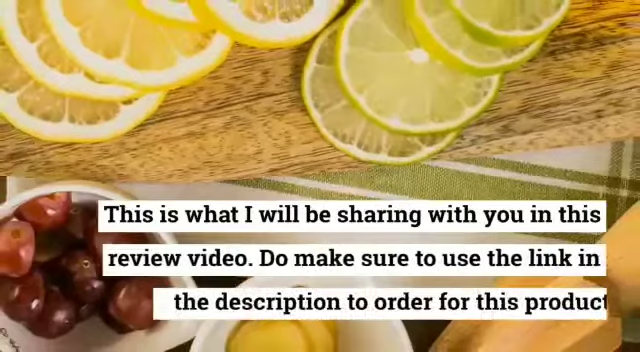 This is what I will be sharing with you in this
review video. Do make sure to use the link in
the description to order for this product